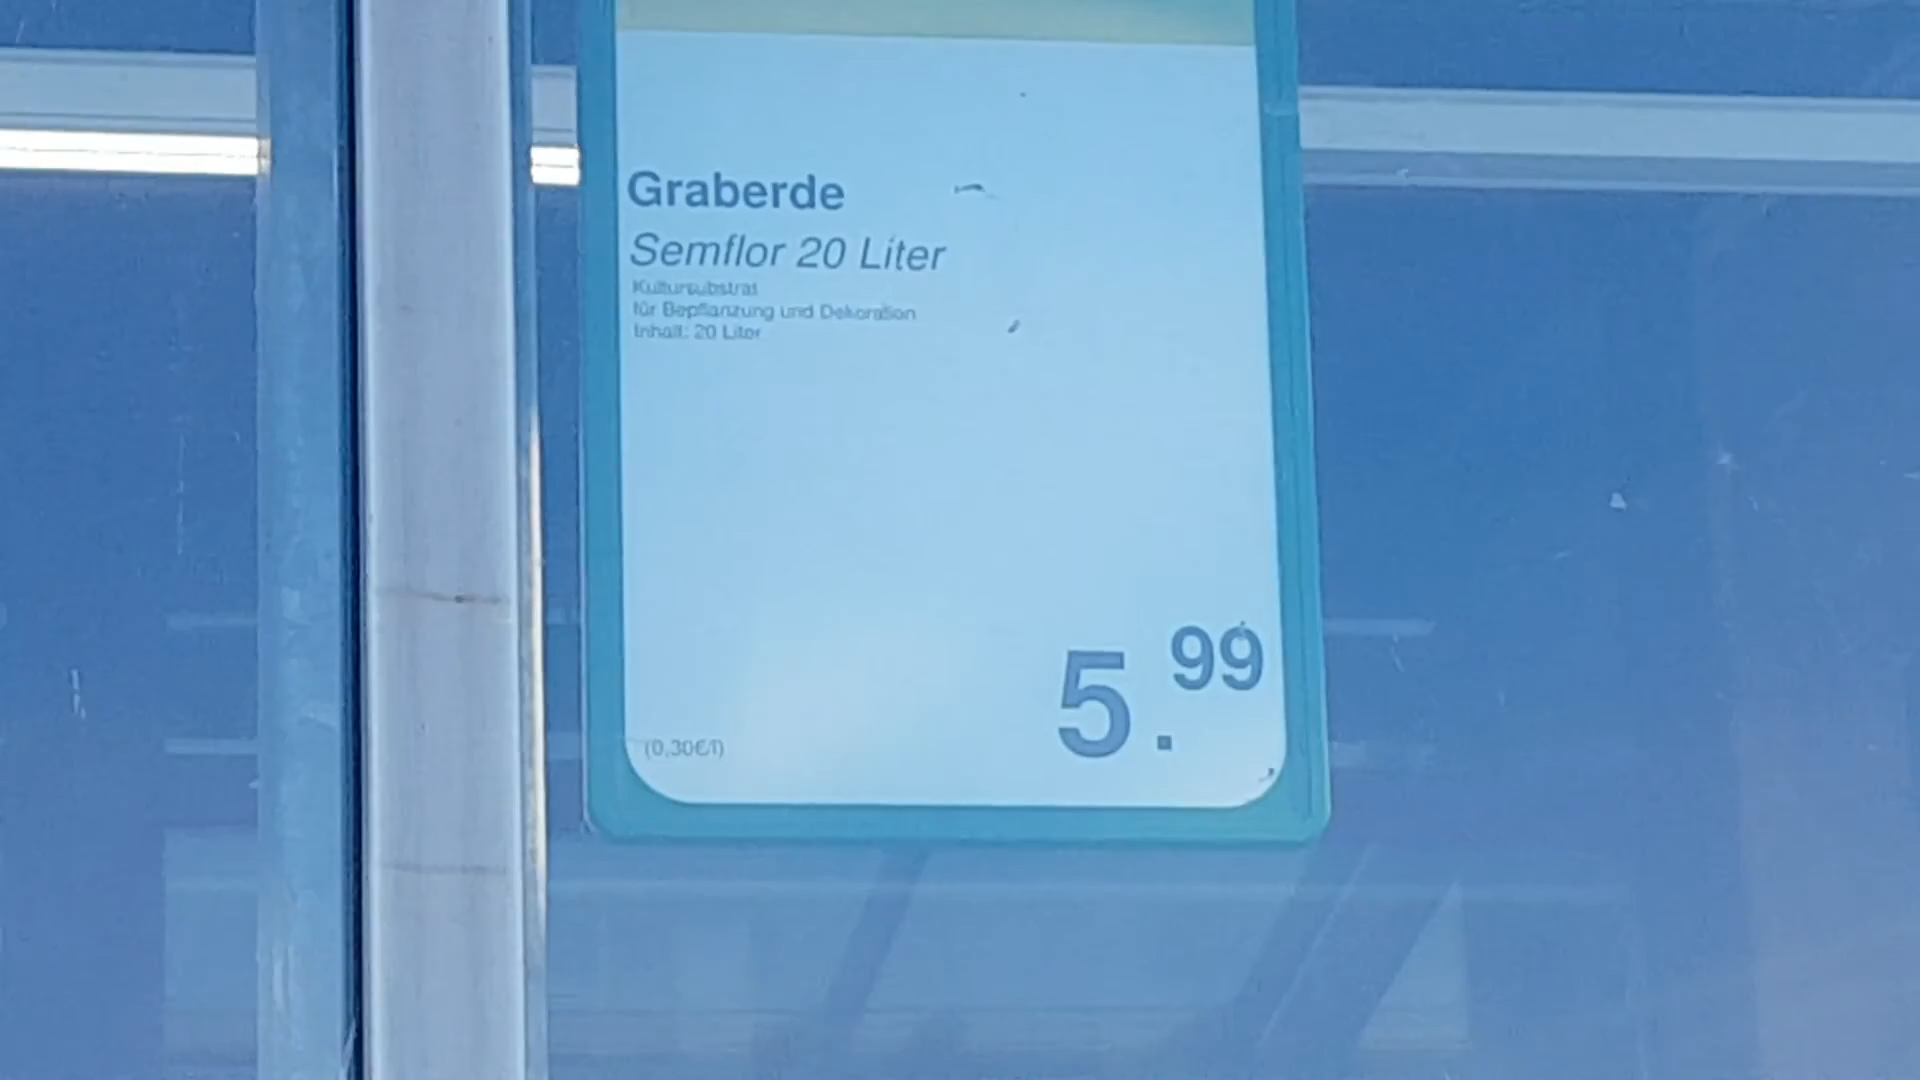 Graberde
Semflor 20 Liter
Kultursubstrat
für Bepflanzung und Dekoration
Inhalt: 20 Liter
5.99
(0,30€/l)